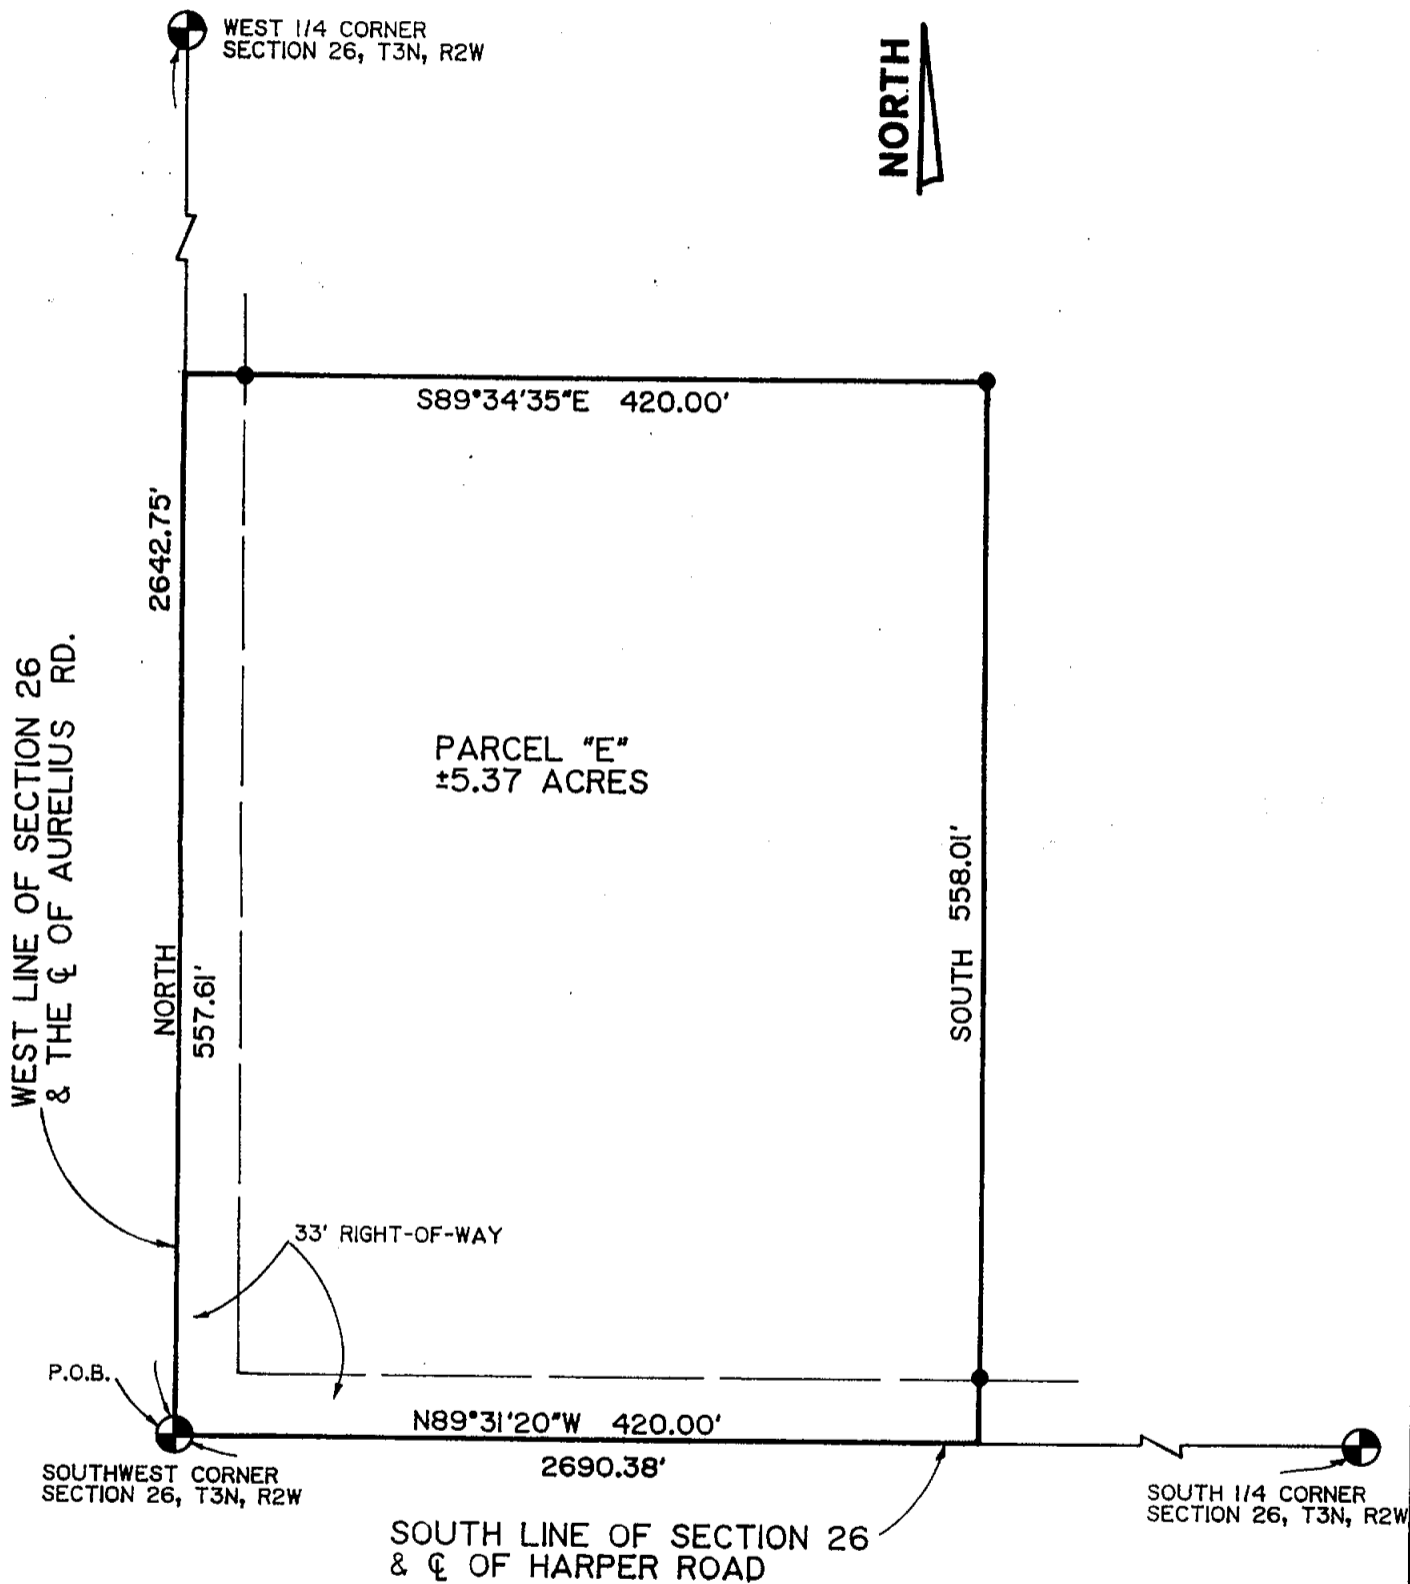 WEST 1/4 CORNER
SECTION 26, T3N, R2W
NORTH
S89°34'35"E 420.00'
2642.75'
WEST LINE OF SECTION 26
& THE ℄ OF AURELIUS RD.
PARCEL "E"
±5.37 ACRES
NORTH
557.61'
SOUTH 558.01'
33' RIGHT-OF-WAY
P.O.B.
N89°31'20"W 420.00'
2690.38'
SOUTHWEST CORNER
SECTION 26, T3N, R2W
SOUTH 1/4 CORNER
SECTION 26, T3N, R2W
SOUTH LINE OF SECTION 26
& ℄ OF HARPER ROAD